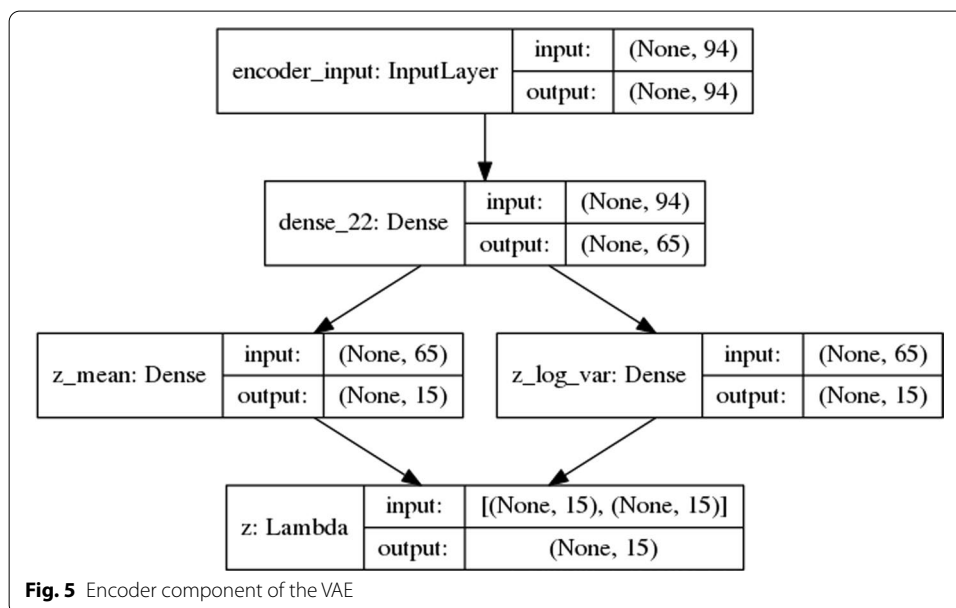 encoder_input: InputLayer
input: (None, 94)
output: (None, 94)
dense_22: Dense
input: (None, 94)
output: (None, 65)
z_mean: Dense
input: (None, 65)
output: (None, 15)
z_log_var: Dense
input: (None, 65)
output: (None, 15)
z: Lambda
input: [(None, 15), (None, 15)]
output: (None, 15)
Fig. 5 Encoder component of the VAE